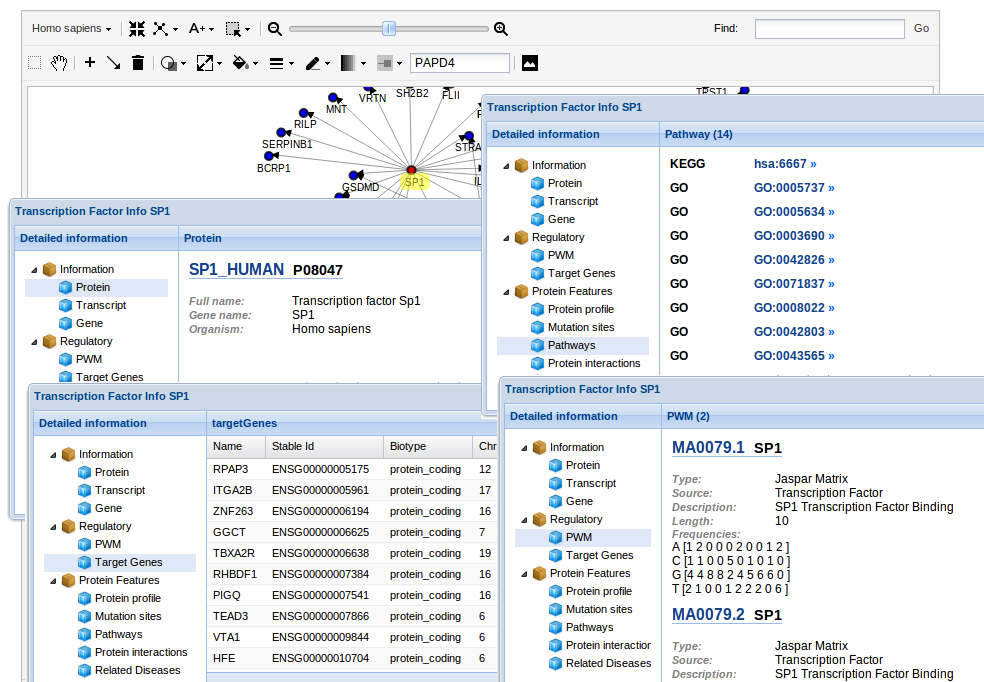 Homo sapiens
A+
Find:
Go
PAPD4
SH2B2
FLII
TPST1
VRTN
MNT
RILP
SERPINB1
BCRP1
STRA
GSDMD
SP1
Transcription Factor Info SP1
Detailed information
Pathway (14)
Information
Protein
Transcript
Gene
Regulatory
PWM
Target Genes
Protein Features
Protein profile
Mutation sites
Pathways
Protein interactions
KEGG hsa:6667 »
GO GO:0005737 »
GO GO:0005634 »
GO GO:0003690 »
GO GO:0042826 »
GO GO:0071837 »
GO GO:0008022 »
GO GO:0042803 »
GO GO:0043565 »
Transcription Factor Info SP1
Detailed information
Protein
Information
Protein
Transcript
Gene
Regulatory
PWM
Target Genes
SP1_HUMAN P08047
Full name: Transcription factor Sp1
Gene name: SP1
Organism: Homo sapiens
Transcription Factor Info SP1
Detailed information
targetGenes
Information
Protein
Transcript
Gene
Regulatory
PWM
Target Genes
Protein Features
Protein profile
Mutation sites
Pathways
Protein interactions
Related Diseases
Name Stable Id Biotype Chr
RPAP3 ENSG00000005175 protein_coding 12
ITGA2B ENSG00000005961 protein_coding 17
ZNF263 ENSG00000006194 protein_coding 16
GGCT ENSG00000006625 protein_coding 7
TBXA2R ENSG00000006638 protein_coding 19
RHBDF1 ENSG00000007384 protein_coding 16
PIGQ ENSG00000007541 protein_coding 16
TEAD3 ENSG00000007866 protein_coding 6
VTA1 ENSG00000009844 protein_coding 6
HFE ENSG00000010704 protein_coding 6
Transcription Factor Info SP1
Detailed information
PWM (2)
Information
Protein
Transcript
Gene
Regulatory
PWM
Target Genes
Protein Features
Protein profile
Mutation sites
Pathways
Protein interaction
Related Diseases
MA0079.1 SP1
Type: Jaspar Matrix
Source: Transcription Factor
Description: SP1 Transcription Factor Binding
Length: 10
Frequencies:
A [1 2 0 0 0 2 0 0 1 2 ]
C [1 1 0 0 5 0 1 0 1 0 ]
G [4 4 8 8 2 4 5 6 6 0 ]
T [2 1 0 0 1 2 2 2 0 6 ]
MA0079.2 SP1
Type: Jaspar Matrix
Source: Transcription Factor
Description: SP1 Transcription Factor Binding